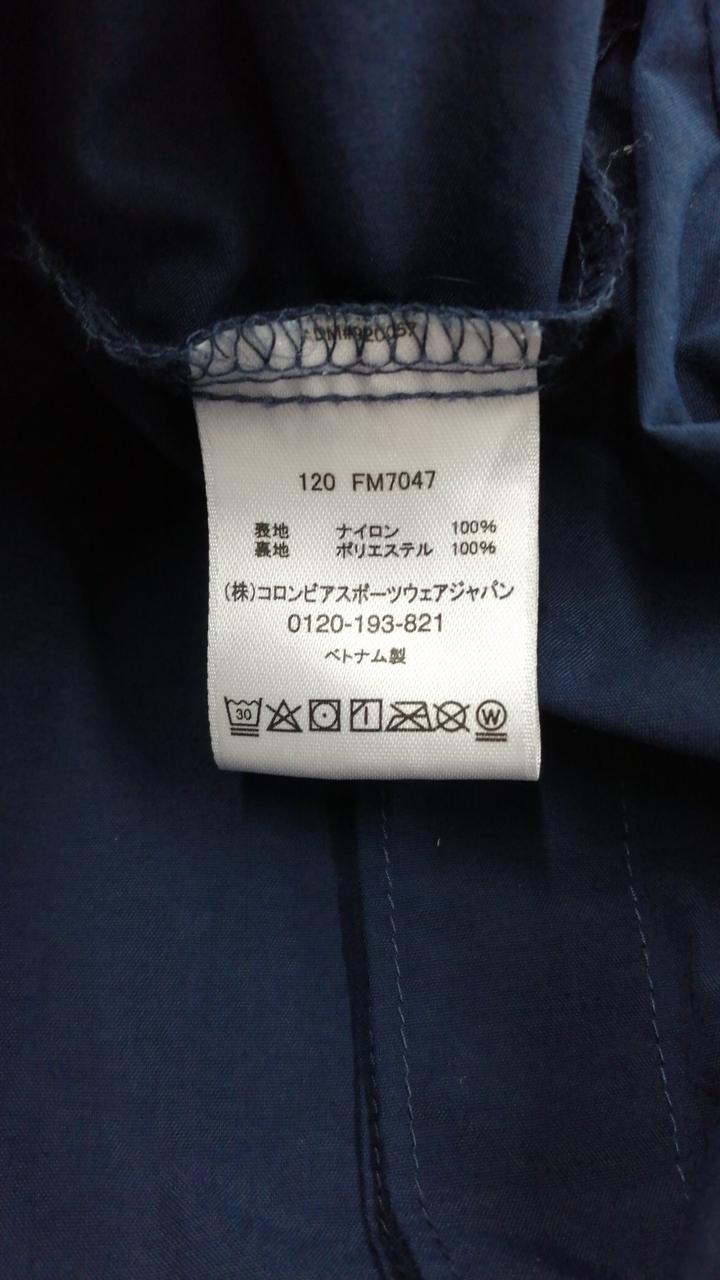 120 FM7047
表地 ナイロン 100%
裏地 ポリエステル 100%
(株)コロンビアスポーツウェアジャパン
0120-193-821
ベトナム製
30
W